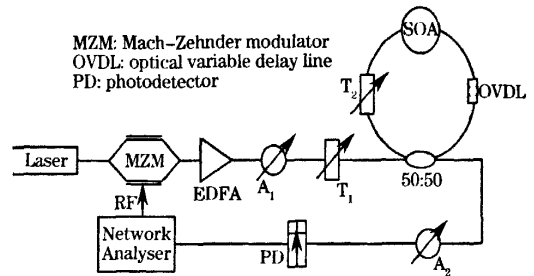 MZM: Mach-Zehnder modulator
OVDL: optical variable delay line
PD: photodetector
SOA
T2
OVDL
Laser
MZM
EDFA
A1
T1
50:50
RF
Network
Analyser
PD
A2